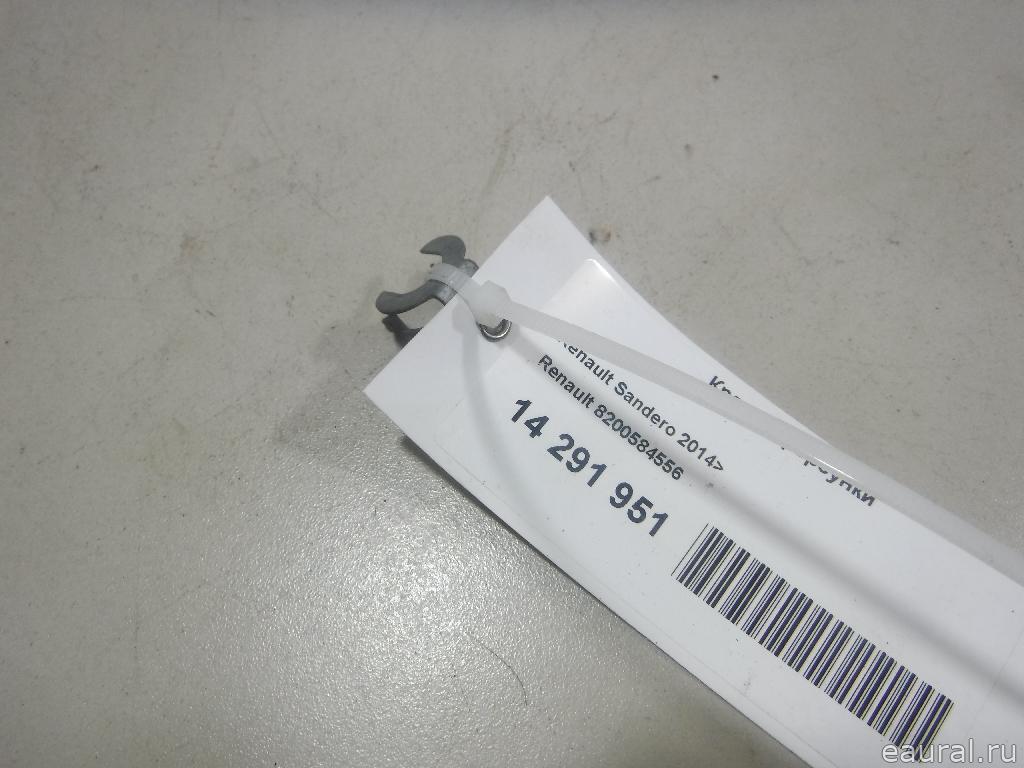 Renault Sandero 2014>
Renault 8200584556
14 291 951
eaural.ru